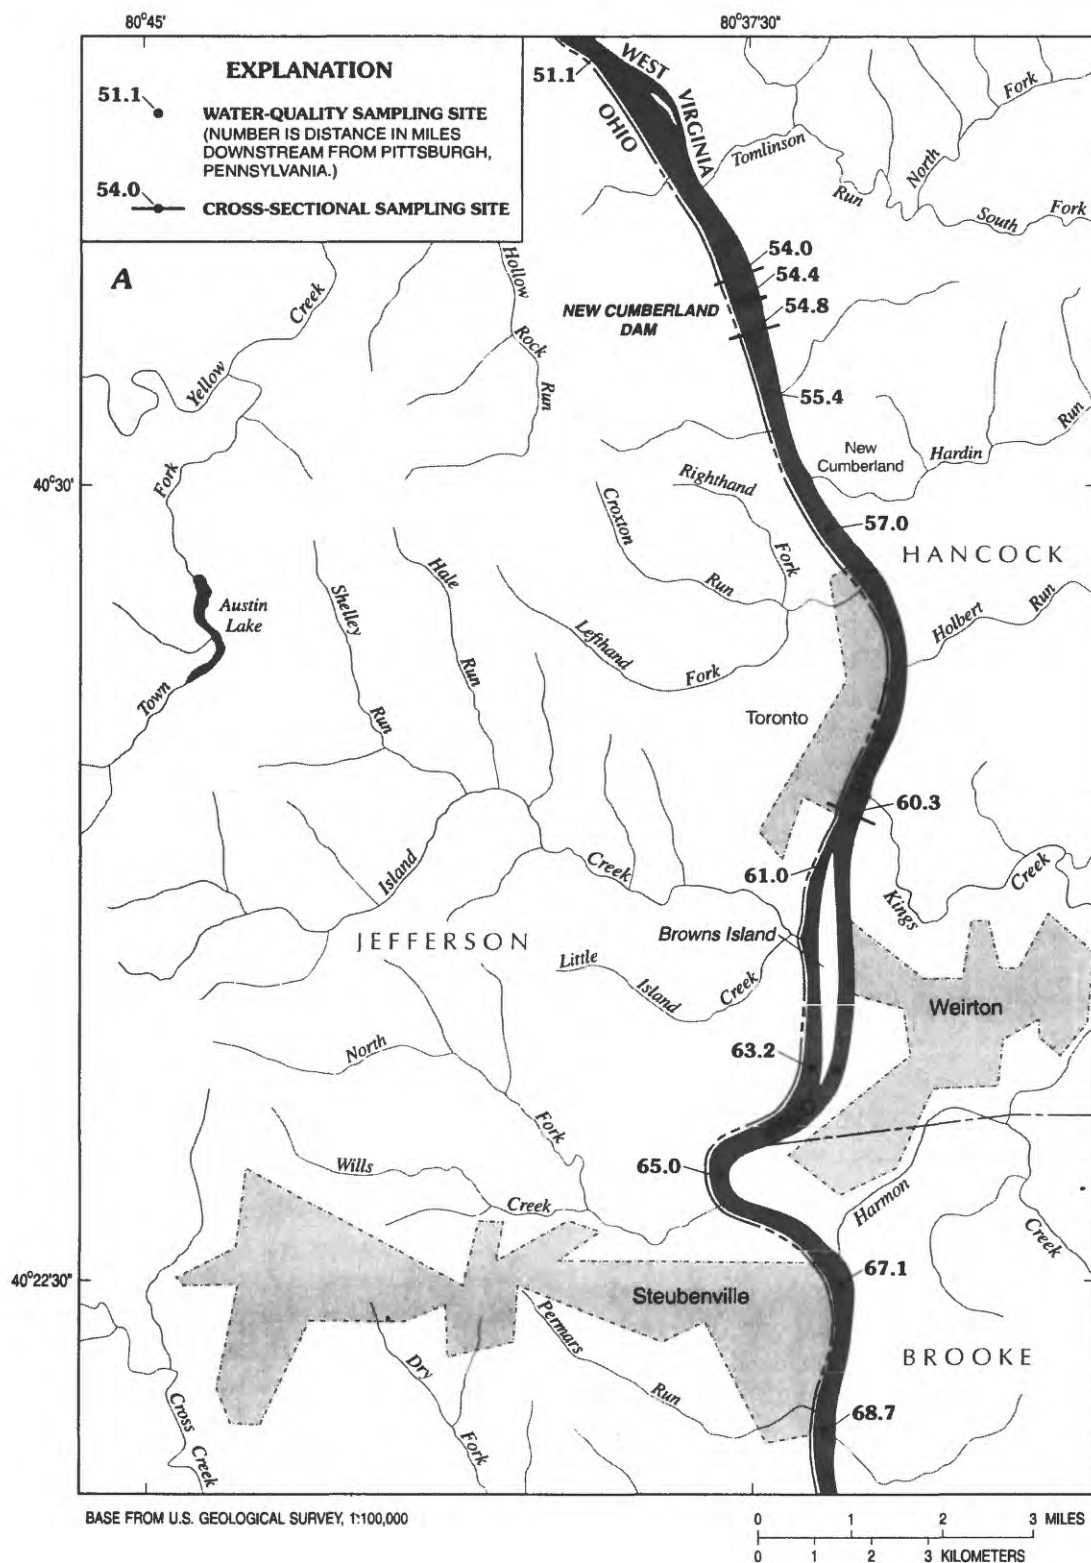 80°45'
80°37'30"
EXPLANATION
51.1
WATER-QUALITY SAMPLING SITE
(NUMBER IS DISTANCE IN MILES
DOWNSTREAM FROM PITTSBURGH,
PENNSYLVANIA.)
54.0
CROSS-SECTIONAL SAMPLING SITE
51.1
WEST
VIRGINIA
OHIO
Tomlinson
Run
North
Fork
South
Fork
A
Yellow
Creek
Hollow
Rock
Run
54.0
54.4
54.8
NEW CUMBERLAND
DAM
55.4
New
Cumberland
Hardin
Run
40°30'
Fork
Righthand
Fork
Croxton
Run
57.0
HANCOCK
Hale
Run
Shelley
Run
Austin
Lake
Town
Lefthand
Fork
Holbert
Run
Toronto
60.3
Island
Creek
61.0
Kings
Creek
JEFFERSON
Browns Island
Little
Island
Creek
Weirton
63.2
North
Fork
65.0
Wills
Creek
Harmon
Creek
40°22'30"
67.1
Steubenville
Permars
Run
Dry
Fork
BROOKE
Cross
Creek
68.7
BASE FROM U.S. GEOLOGICAL SURVEY, 1:100,000
0 1 2 3 MILES
0 1 2 3 KILOMETERS